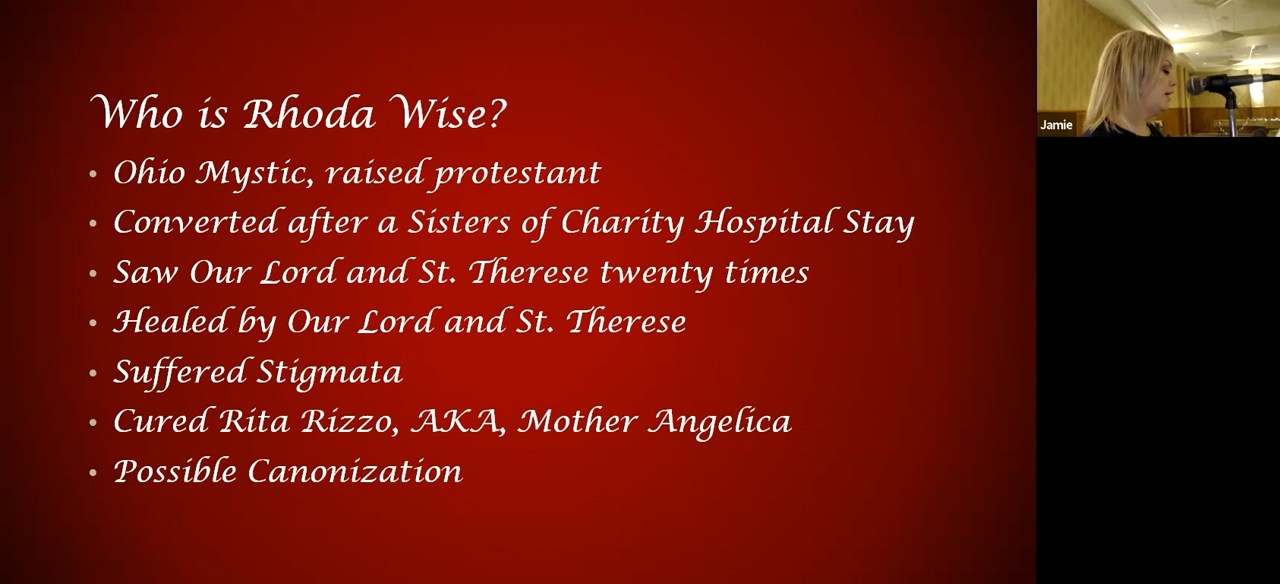 Who is Rhoda Wise?
• Ohio Mystic, raised protestant
• Converted after a Sisters of Charity Hospital Stay
• Saw Our Lord and St. Therese twenty times
• Healed by Our Lord and St. Therese
• Suffered Stigmata
• Cured Rita Rizzo, AKA, Mother Angelica
• Possible Canonization
Jamie